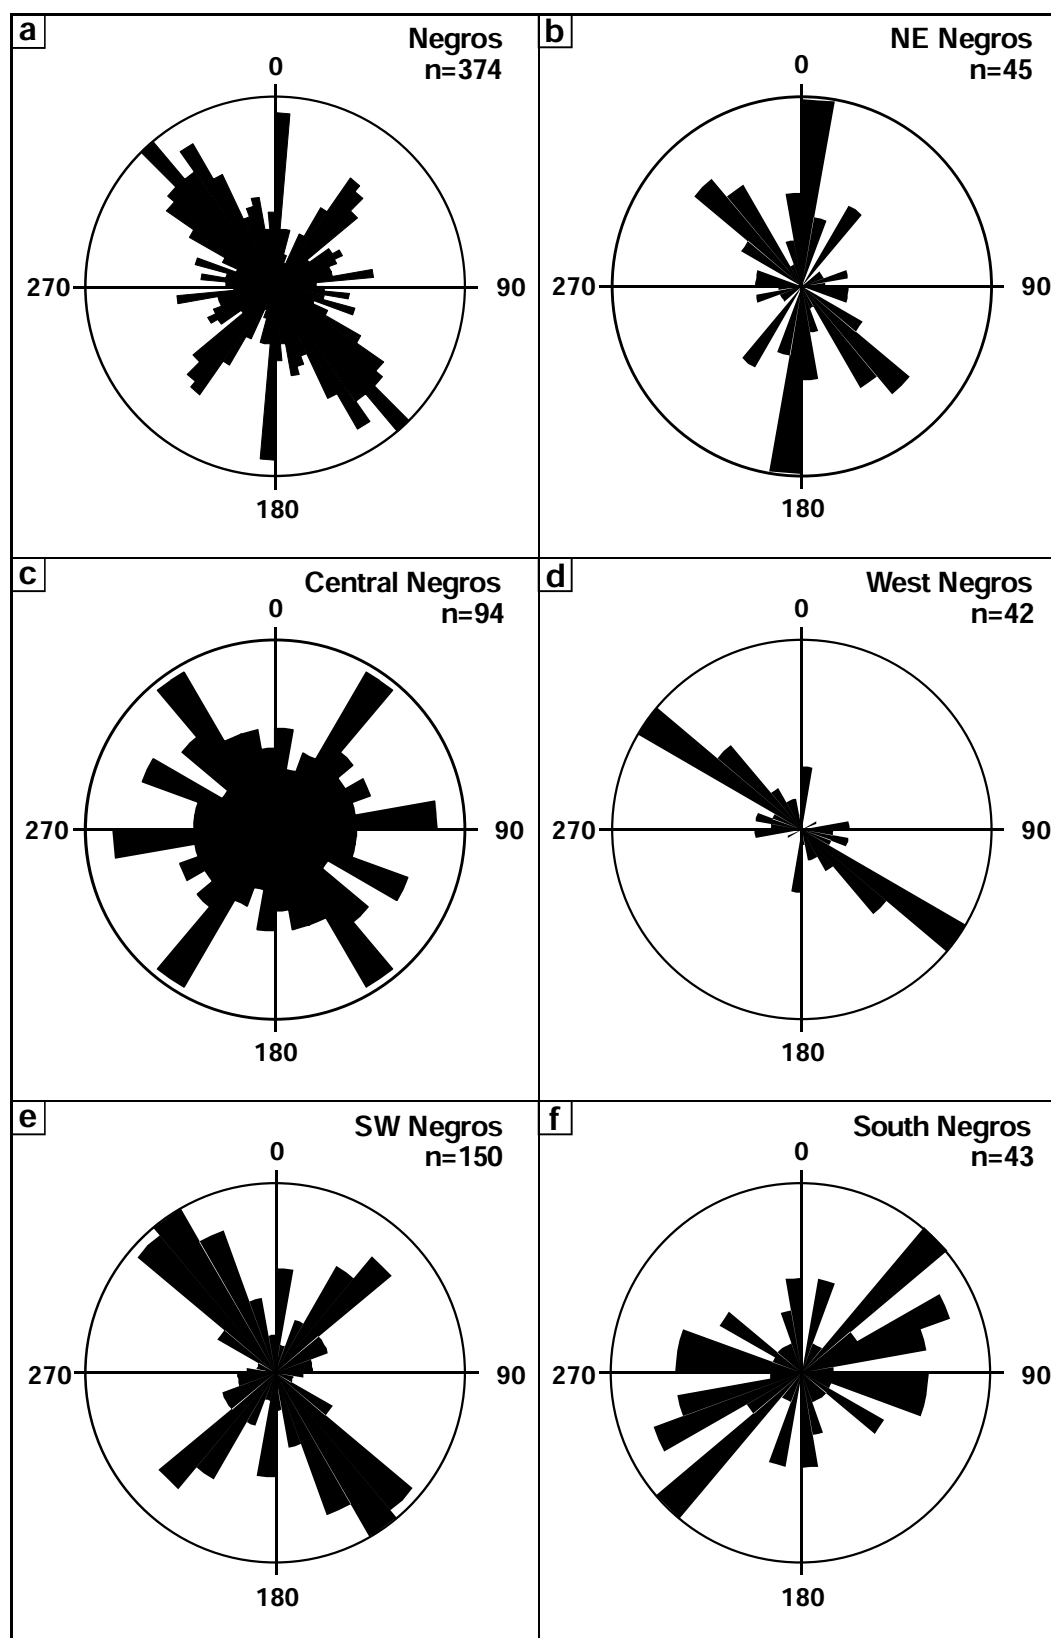 a
Negros
n=374
0
270
90
180
b
NE Negros
n=45
0
270
90
180
c
Central Negros
n=94
0
270
90
180
d
West Negros
n=42
0
270
90
180
e
SW Negros
n=150
0
270
90
180
f
South Negros
n=43
0
270
90
180